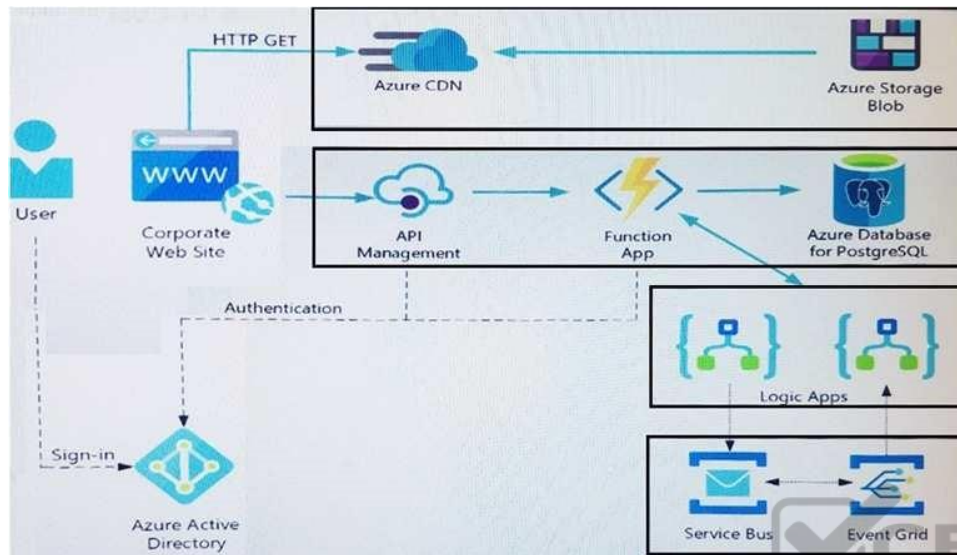 HTTP GET
Azure CDN
Azure Storage
Blob
WWW
User
Corporate
Web Site
API
Management
Function
App
Azure Database
for PostgreSQL
Authentication
Logic Apps
Sign-in
Azure Active
Directory
Service Bus
Event Grid